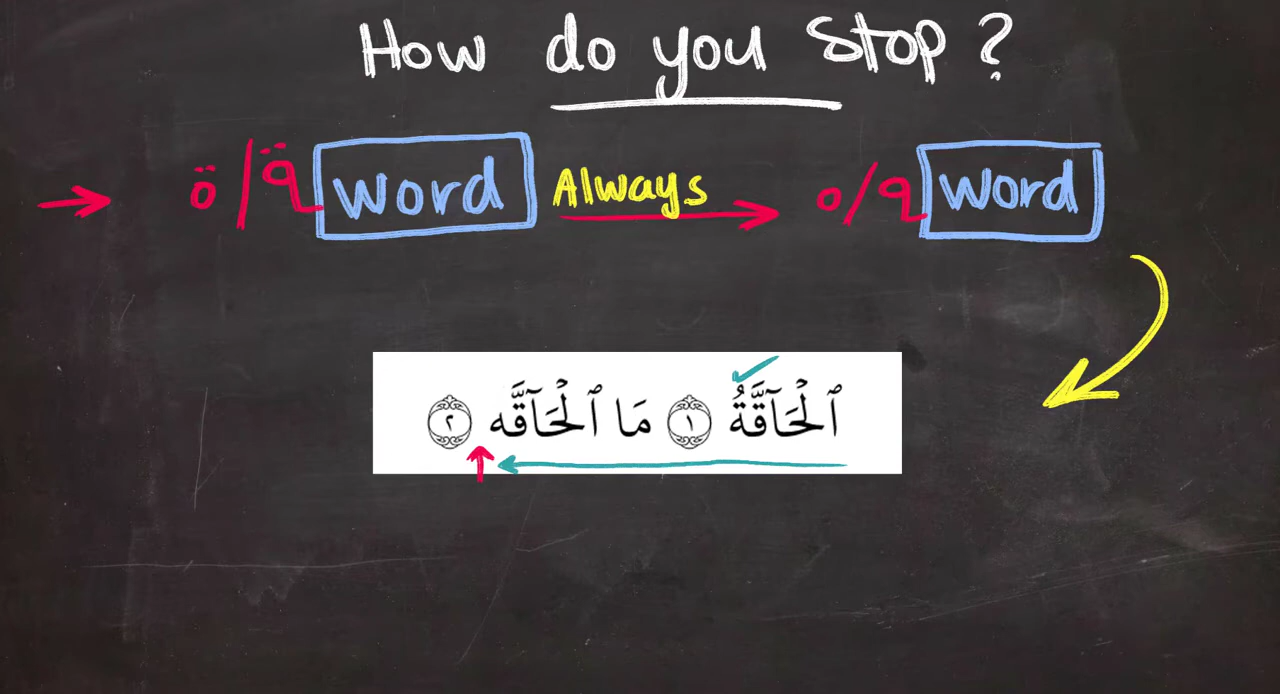 How do you stop ?
ة / ـة word Always ه / ـه word
ٱلْحَآقَّةُ ١ مَا ٱلْحَآقَّه ٢